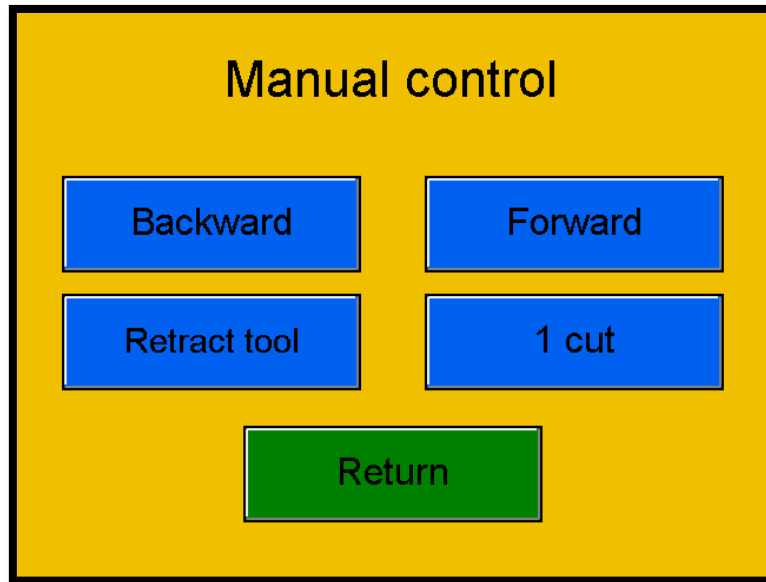 Manual control
Backward
Forward
Retract tool
1 cut
Return